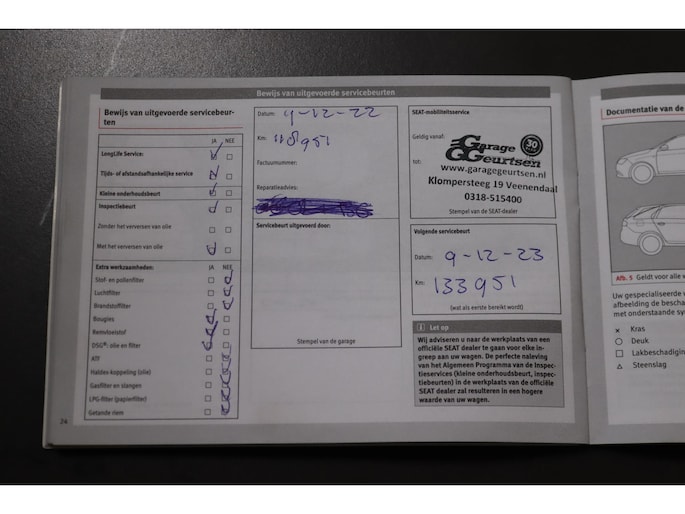 Bewijs van uitgevoerde servicebeurten
Bewijs van uitgevoerde servicebeur-
ten
JA NEE
LongLife Service:
Tijds- of afstandsafhankelijke service
Kleine onderhoudsbeurt
Inspectiebeurt
Zonder het verversen van olie
Met het verversen van olie
Extra werkzaamheden: JA NEE
Stof- en pollenfilter
Luchtfilter
Brandstoffilter
Bougies
Remvloeistof
DSG®: olie en filter
ATF
Haldex-koppeling (olie)
Gasfilter en slangen
LPG-filter (papierfilter)
Getande riem
24
Datum: 9-12-22
Km: 118951
Factuurnummer:
Reparatieadvies:
Servicebeurt uitgevoerd door:
Stempel van de garage
SEAT-mobiliteitsservice
Geldig vanaf:
tot:
Garage 30
Geurtsen
www.garagegeurtsen.nl
Klompersteeg 19 Veenendaal
0318-515400
Stempel van de SEAT-dealer
Volgende servicebeurt
Datum: 9-12-23
Km: 133951
(wat als eerste bereikt wordt)
i Let op
Wij adviseren u naar de werkplaats van een
officiële SEAT dealer te gaan voor elke in-
greep aan uw wagen. De perfecte naleving
van het Algemeen Programma van de Inspec-
tieservices (kleine onderhoudsbeurt, inspec-
tiebeurten) in de werkplaats van de officiële
SEAT dealer zal resulteren in een hogere
waarde van uw wagen.
Documentatie van de
Afb. 5 Geldt voor alle
Uw gespecialiseerde
afbeelding de bescha
met onderstaande sy
Kras
Deuk
Lakbeschadiging
Steenslag